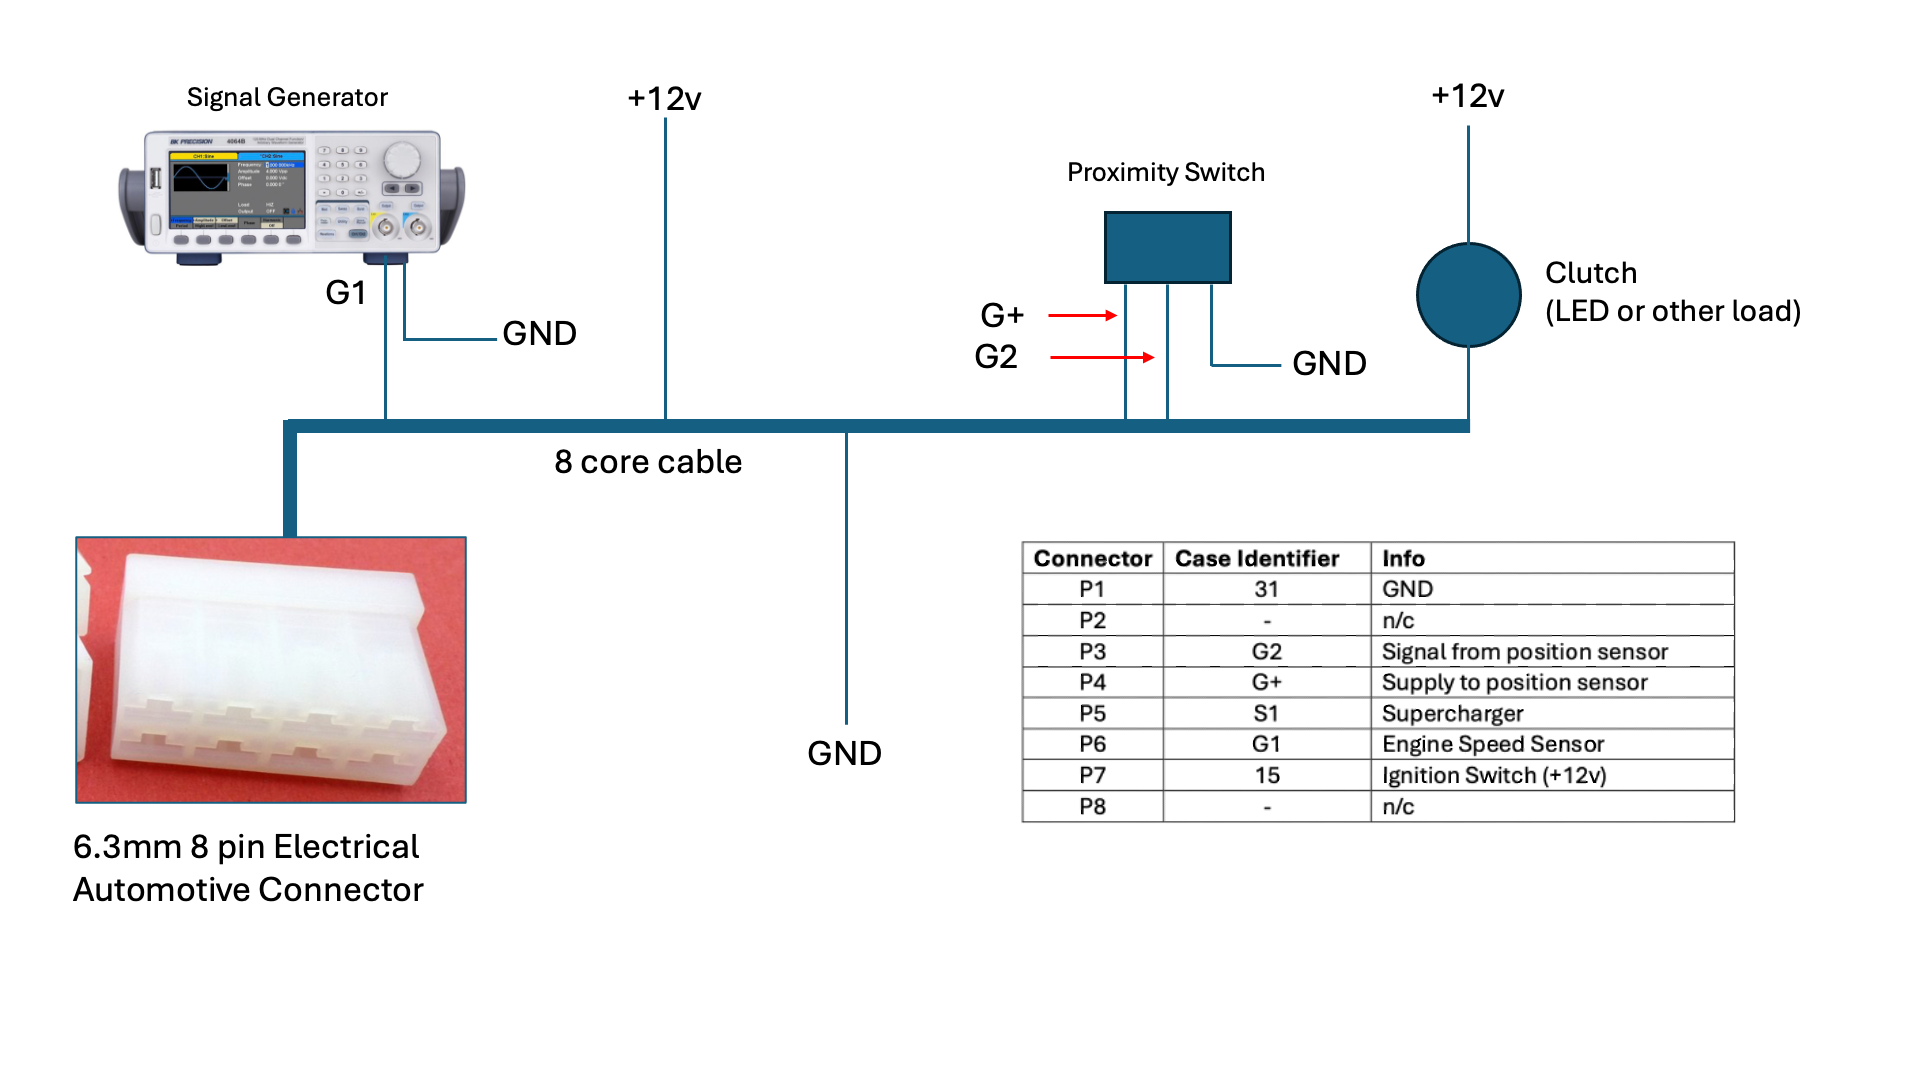 Signal Generator
+12v
+12v
Proximity Switch
BK PRECISION 4064B
G1
GND
G+
G2
GND
Clutch
(LED or other load)
8 core cable
GND
Connector Case Identifier Info
P1 31 GND
P2 - n/c
P3 G2 Signal from position sensor
P4 G+ Supply to position sensor
P5 S1 Supercharger
P6 G1 Engine Speed Sensor
P7 15 Ignition Switch (+12v)
P8 - n/c
6.3mm 8 pin Electrical
Automotive Connector